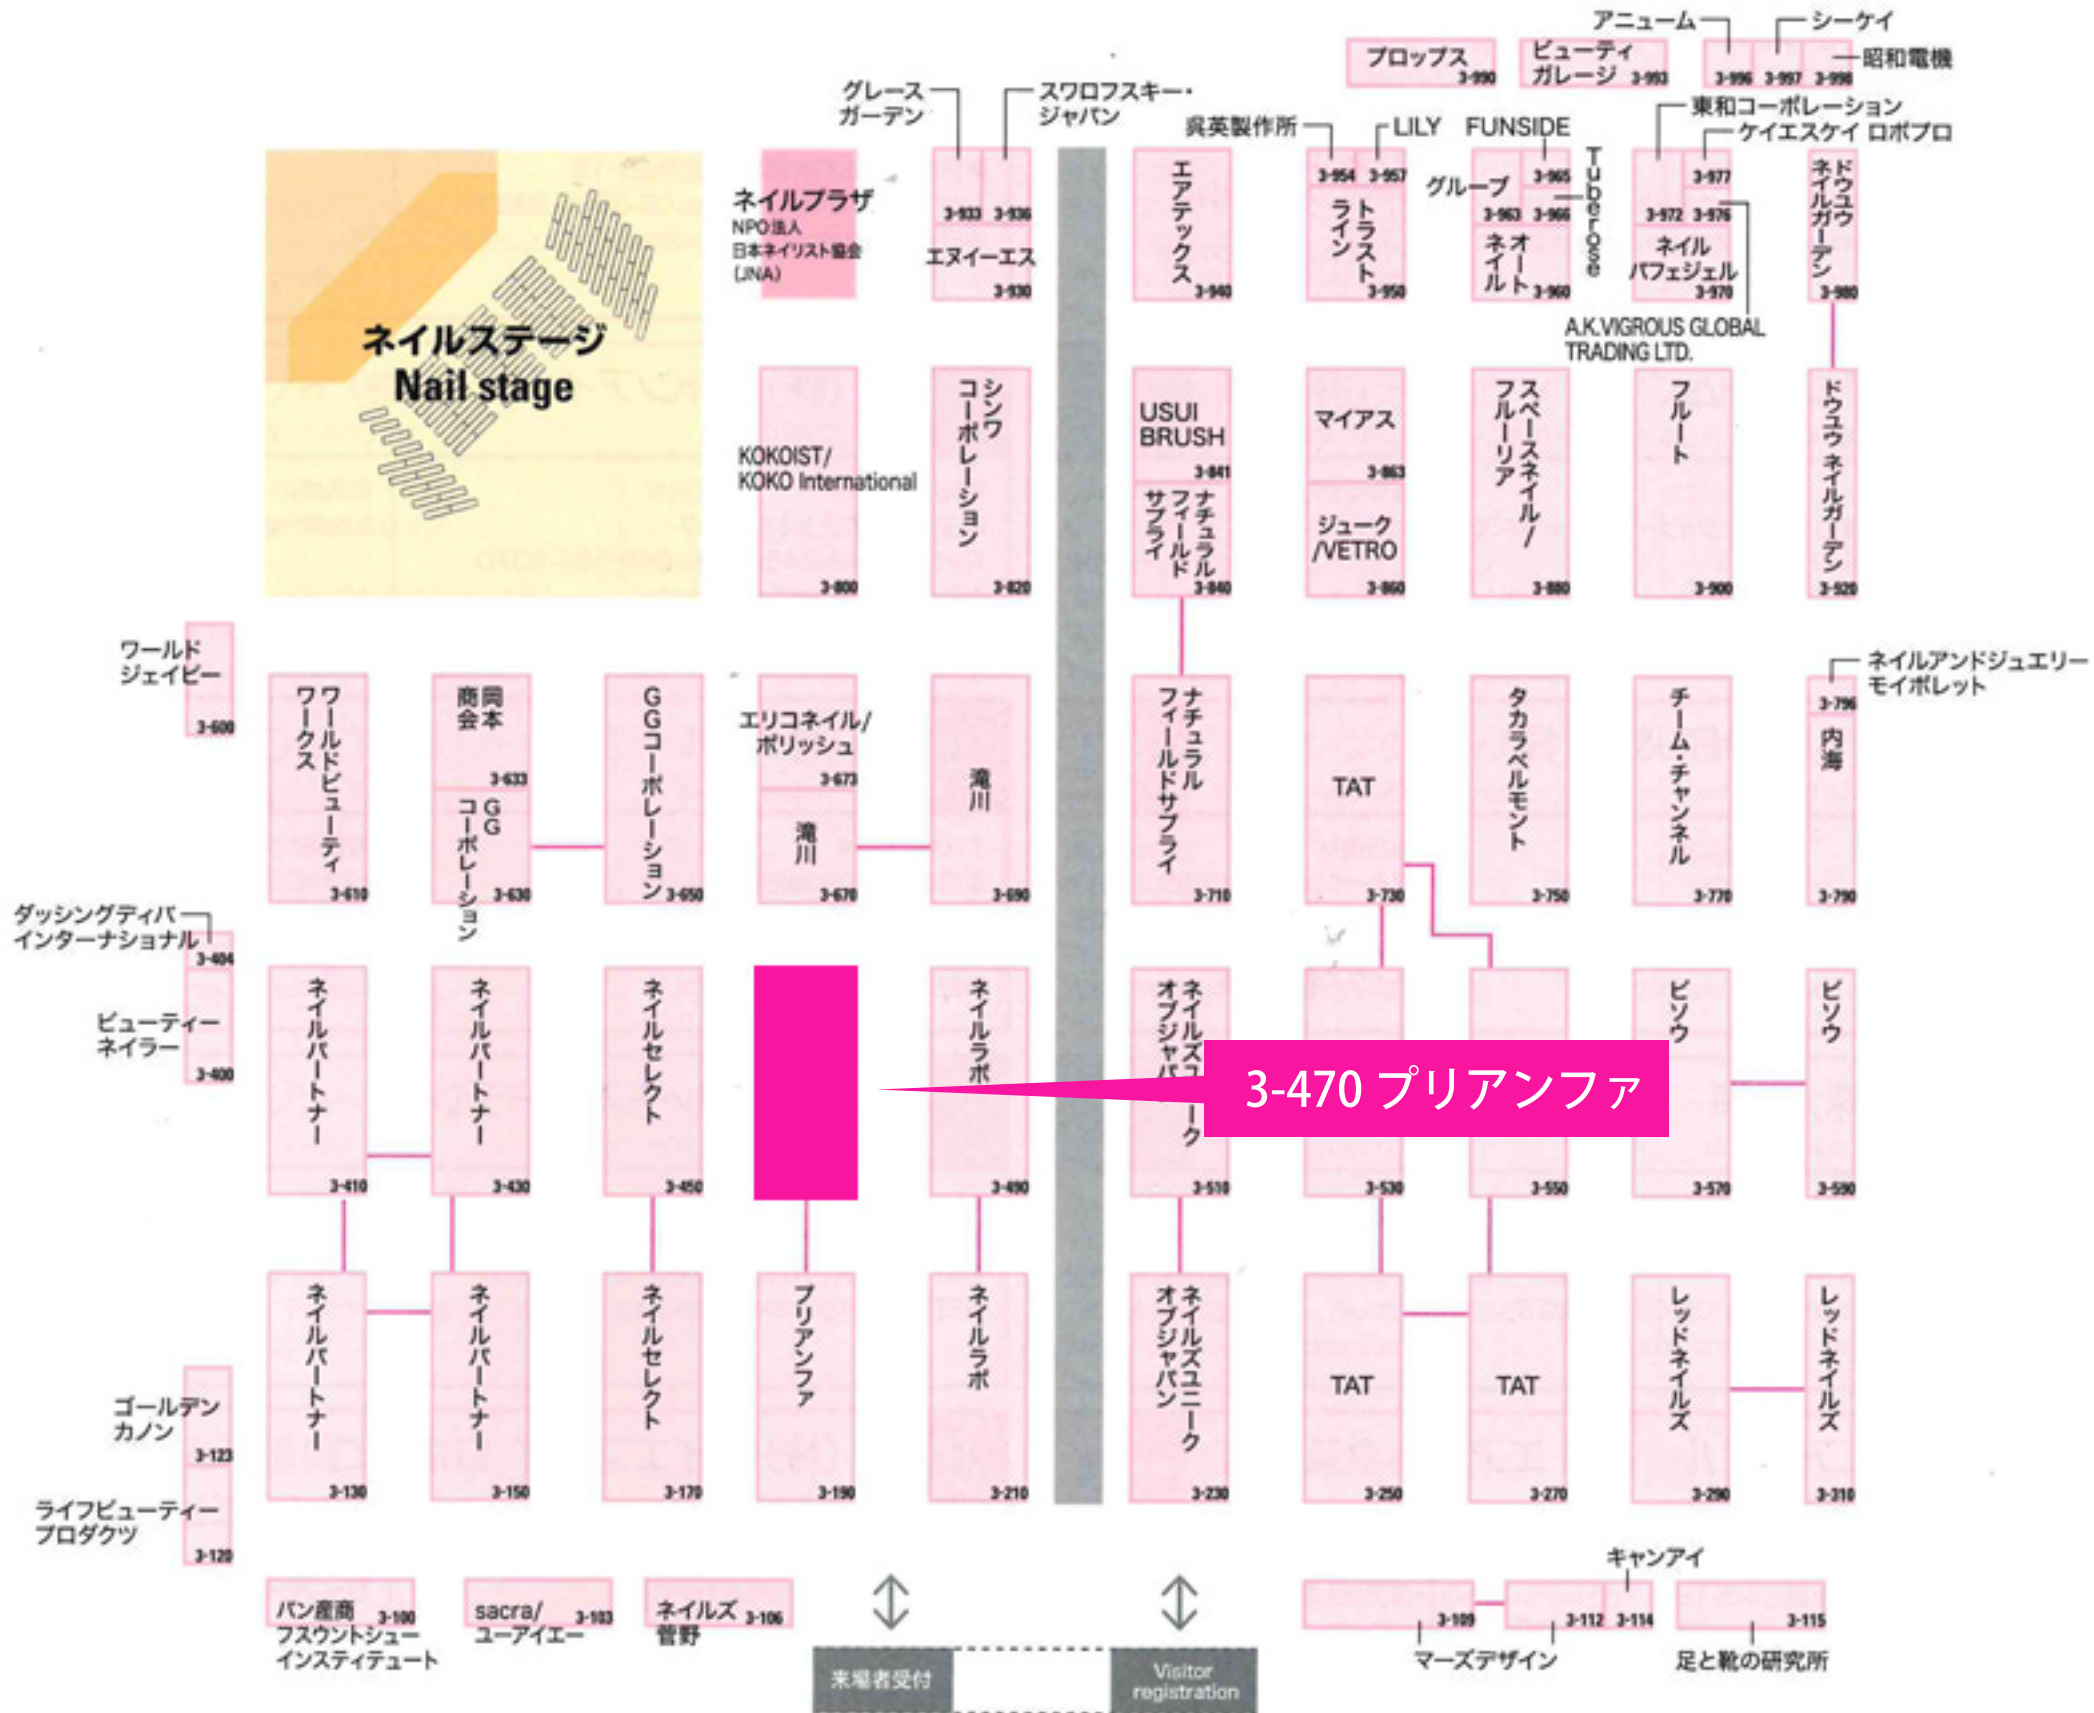 アニューム
シーケイ
プロップス
3-990
ビューティ
ガレージ 3-993
3-996 3-997 3-998
昭和電機
グレース
ガーデン
スワロフスキー・
ジャパン
東和コーポレーション
ケイエスケイ ロボプロ
呉英製作所
LILY
FUNSIDE
Tuberose
ネイルプラザ
NPO法人
日本ネイリスト協会
(JNA)
3-933 3-936
エヌイーエス
3-930
エアテックス
3-940
3-954 3-957
トラスト
ライン
3-950
グルーブ
3-963
3-965
3-966
オート
ネイル
3-960
3-972
3-977
3-976
ネイル
パフェジェル
3-970
ドゥユウ
ネイルガーデン
3-980
A.K.VIGROUS GLOBAL
TRADING LTD.
ネイルステージ
Nail stage
KOKOIST/
KOKO International
3-800
シンワ
コーポレーション
3-820
USUI
BRUSH
3-841
ナチュラル
フィールド
サプライ
3-840
マイアス
3-863
ジューク
/VETRO
3-860
スペースネイル/
フルーリア
3-880
フルート
3-900
ドゥユウ ネイルガーデン
3-920
ワールド
ジェイビー
3-600
ワールドビューティ
ワークス
3-610
岡本
商会
3-633
GG
コーポレーション
3-630
GGコーポレーション
3-650
エリコネイル/
ポリッシュ
3-673
滝川
3-670
滝川
3-690
ナチュラル
フィールドサプライ
3-710
TAT
3-730
タカラベルモント
3-750
チーム・チャンネル
3-770
ネイルアンドジュエリー
モイポレット
3-796
内海
3-790
ダッシングディバ
インターナショナル
3-404
ビューティー
ネイラー
3-400
ネイルパートナー
3-410
ネイルパートナー
3-430
ネイルセレクト
3-450
3-470 プリアンファ
ネイルラボ
3-490
ネイルズユニーク
オブジャパ
3-510
3-530
3-550
ビソウ
3-570
ビソウ
3-590
ゴールデン
カノン
3-123
ライフビューティー
プロダクツ
3-120
ネイルパートナー
3-130
ネイルパートナー
3-150
ネイルセレクト
3-170
プリアンファ
3-190
ネイルラボ
3-210
ネイルズユニーク
オブジャパン
3-230
TAT
3-250
TAT
3-270
レッドネイルズ
3-290
レッドネイルズ
3-310
バン産商 3-100
フスウントシュー
インスティテュート
sacra/ 3-103
ユーアイエー
ネイルズ 3-106
菅野
キャンアイ
3-109
3-112 3-114
マーズデザイン
3-115
足と靴の研究所
来場者受付
Visitor
registration